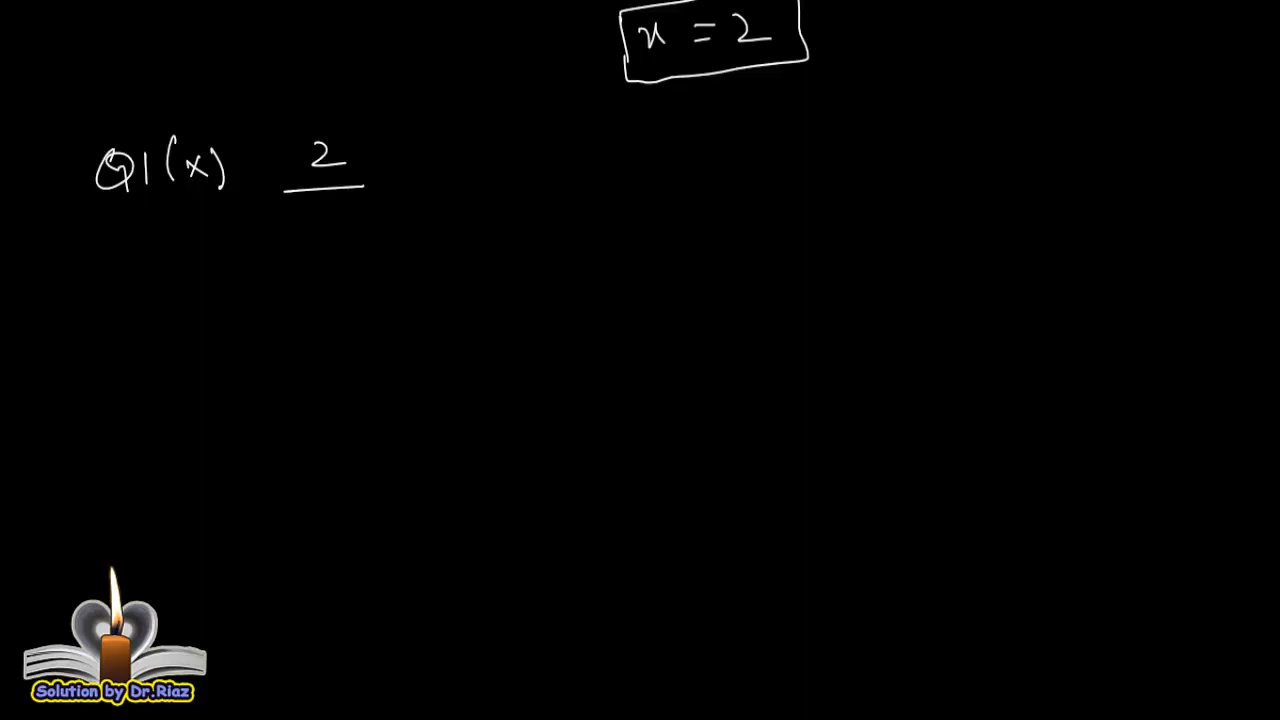 x = 2
Q1(x) 2
Solution by Dr.Riaz